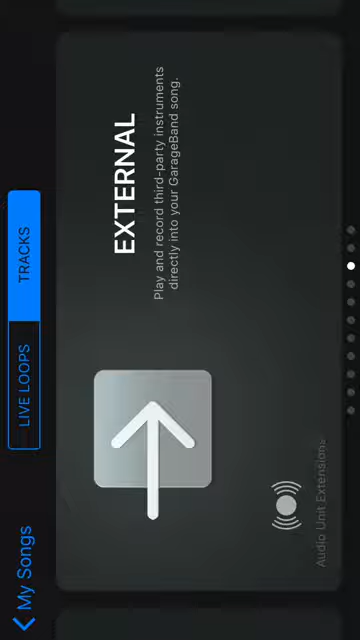 My Songs
LIVE LOOPS
TRACKS
EXTERNAL
Play and record third-party instruments
directly into your GarageBand song.
Audio Unit Extensions